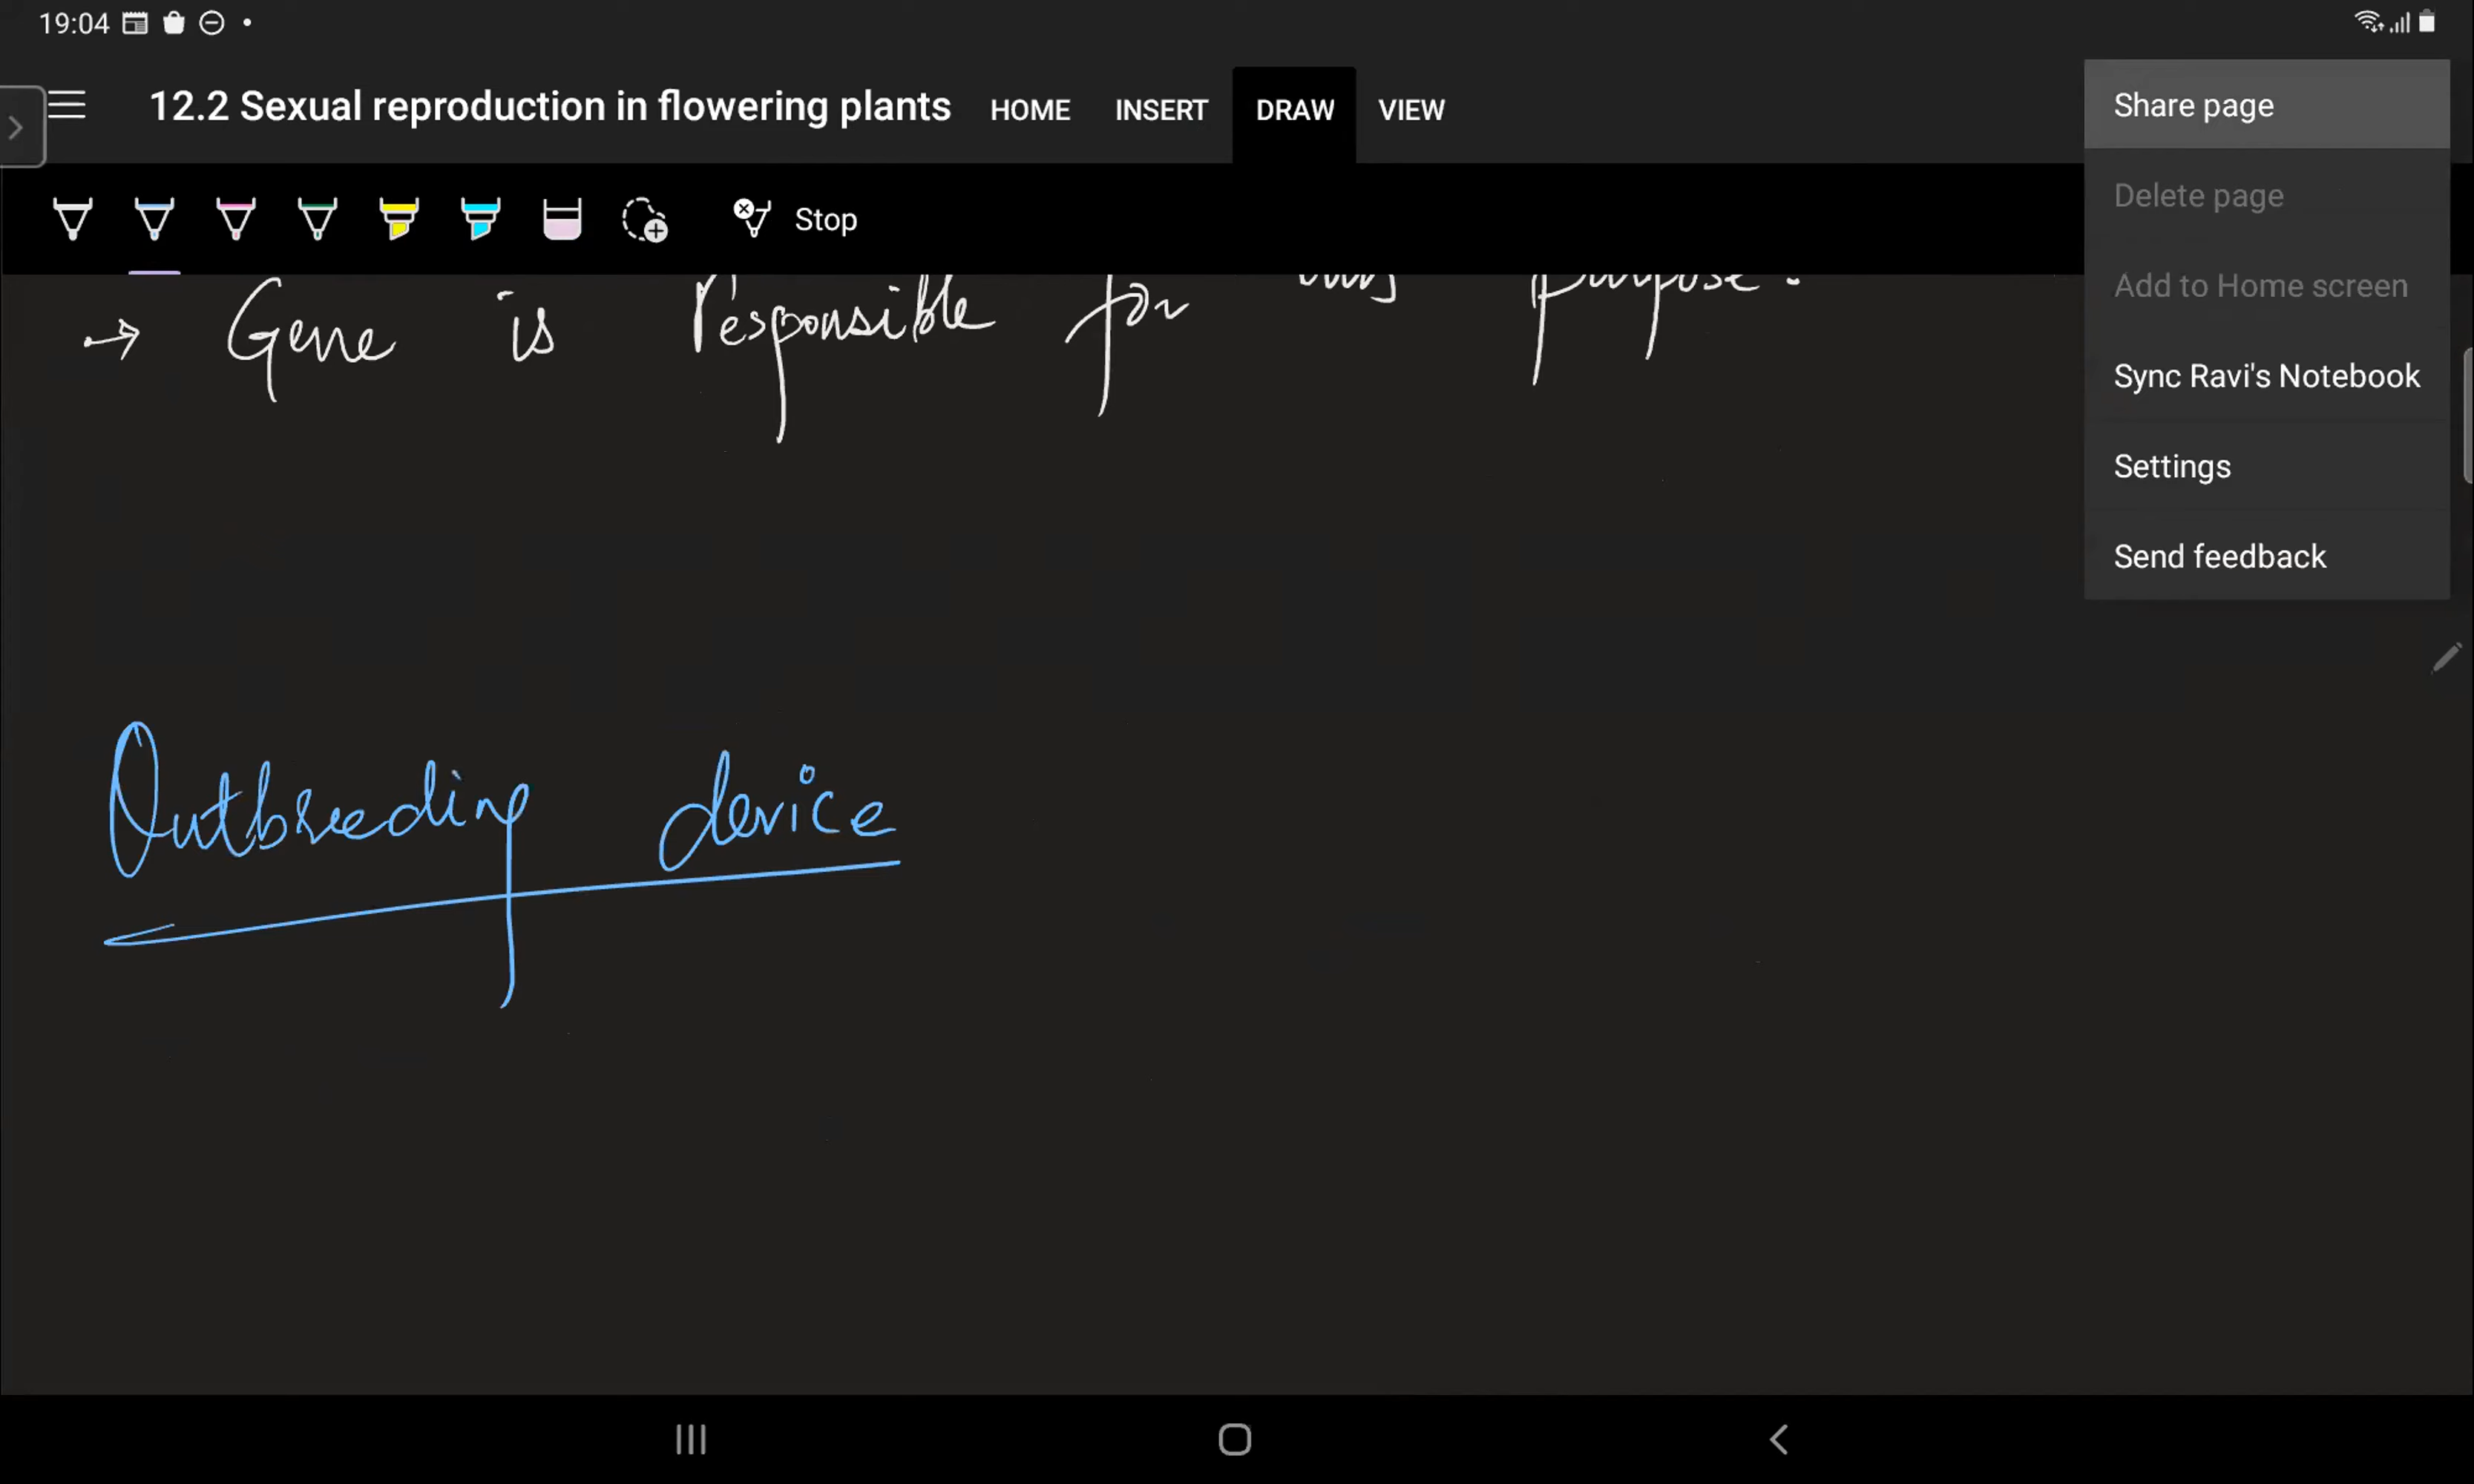 19:04
12.2 Sexual reproduction in flowering plants HOME INSERT DRAW VIEW
Stop
Share page
Delete page
Add to Home screen
Sync Ravi's Notebook
Settings
Send feedback
→ Gene is responsible for this purpose.
Outbreeding device